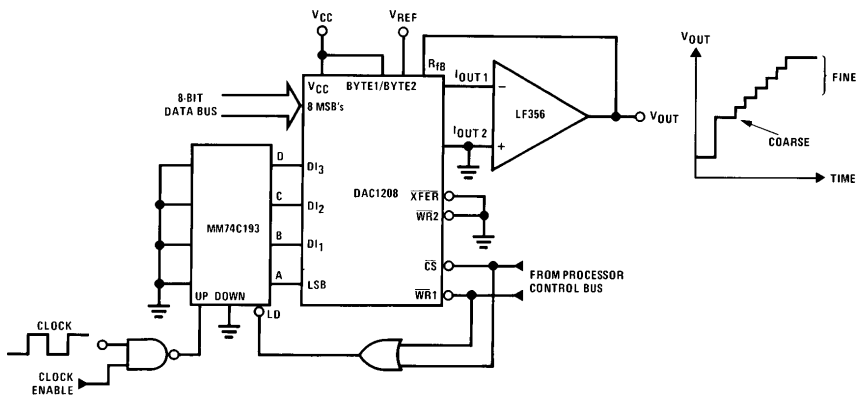 VCC
VREF
VOUT
RfB
VCC
BYTE1/BYTE2
IOUT 1
8-BIT
DATA BUS
8 MSB's
−
LF356
VOUT
FINE
IOUT 2
+
COARSE
TIME
D
DI3
C
DI2
DAC1208
XFER
WR2
MM74C193
B
DI1
A
LSB
CS
FROM PROCESSOR
CONTROL BUS
WR1
UP DOWN
LD
CLOCK
CLOCK
ENABLE